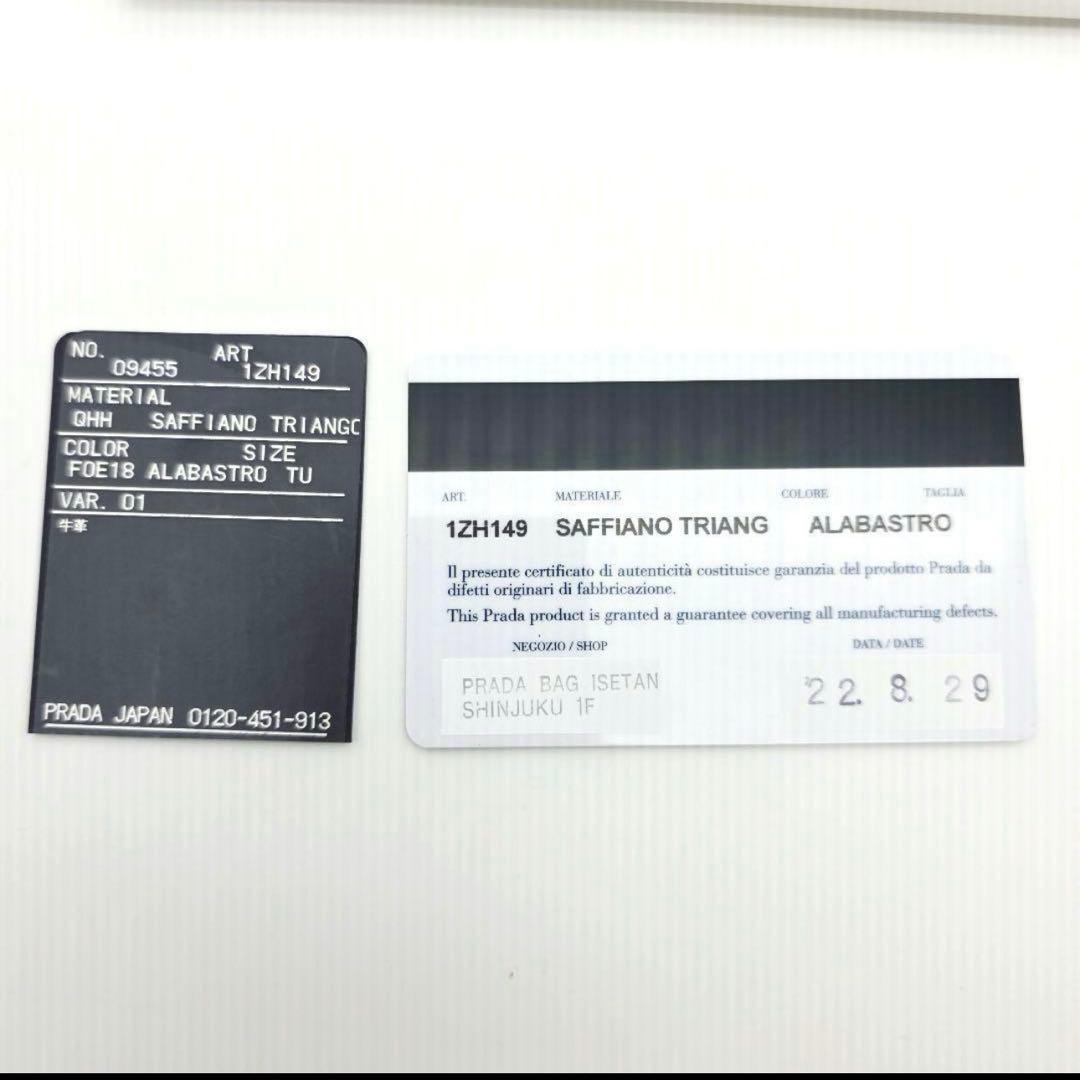 NO. ART
09455 1ZH149
MATERIAL
QHH SAFFIANO TRIANGO
COLOR SIZE
F0E18 ALABASTRO TU
VAR. 01
牛革
PRADA JAPAN 0120-451-913
ART. MATERIALE COLORE TAGLIA
1ZH149 SAFFIANO TRIANG ALABASTRO
Il presente certificato di autenticità costituisce garanzia del prodotto Prada da
difetti originari di fabbricazione.
This Prada product is granted a guarantee covering all manufacturing defects.
NEGOZIO / SHOP DATA / DATE
PRADA BAG ISETAN
SHINJUKU 1F
22. 8. 29